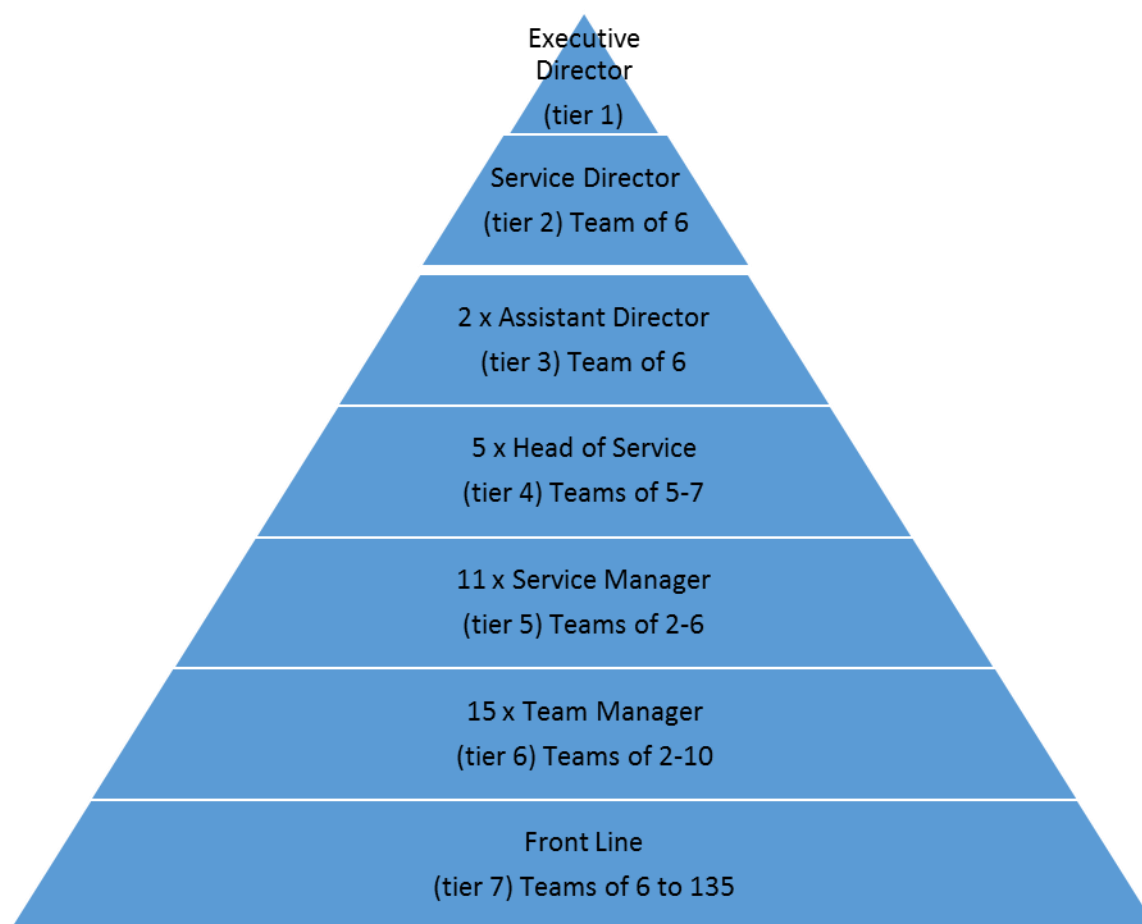 Executive
Director
(tier 1)
Service Director
(tier 2) Team of 6
2 x Assistant Director
(tier 3) Team of 6
5 x Head of Service
(tier 4) Teams of 5-7
11 x Service Manager
(tier 5) Teams of 2-6
15 x Team Manager
(tier 6) Teams of 2-10
Front Line
(tier 7) Teams of 6 to 135